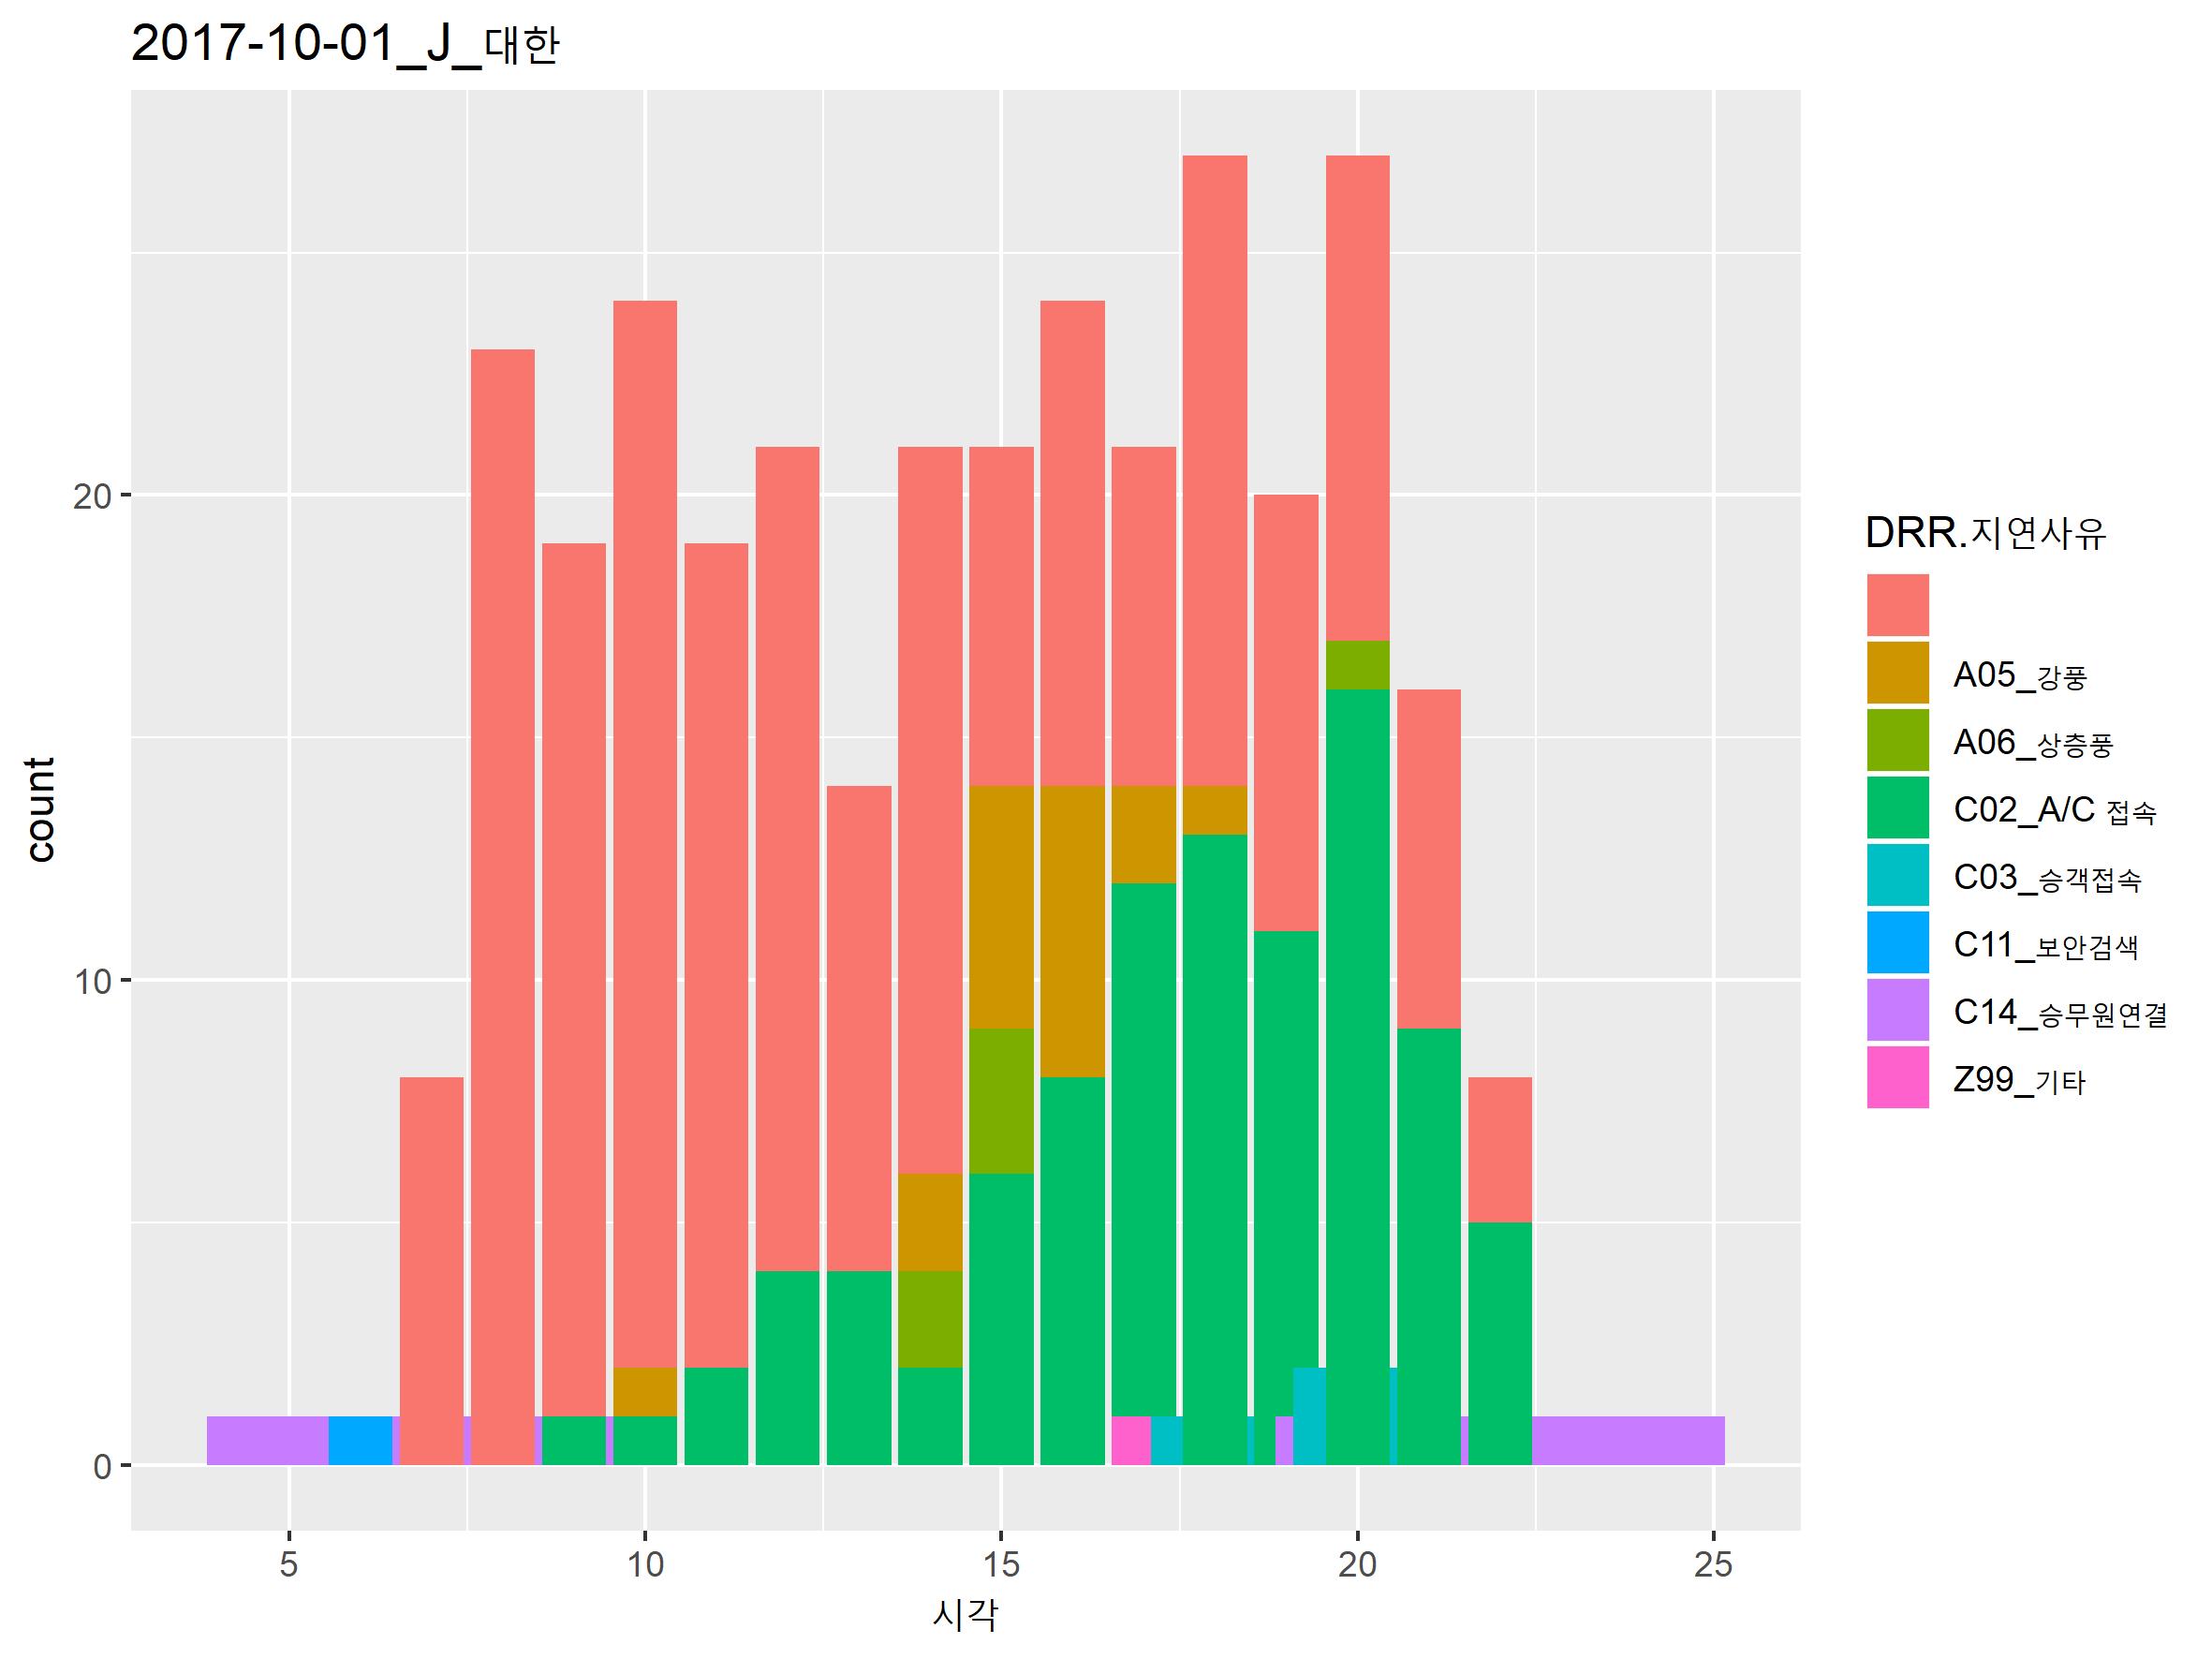 2017-10-01_J_대한
20
10
0
count
5 10 15 20 25
시각
DRR.지연사유
A05_강풍
A06_상층풍
C02_A/C 접속
C03_승객접속
C11_보안검색
C14_승무원연결
Z99_기타